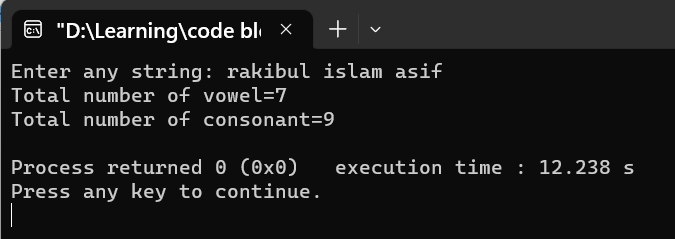 "D:\Learning\code bl
Enter any string: rakibul islam asif
Total number of vowel=7
Total number of consonant=9
Process returned 0 (0x0)   execution time : 12.238 s
Press any key to continue.